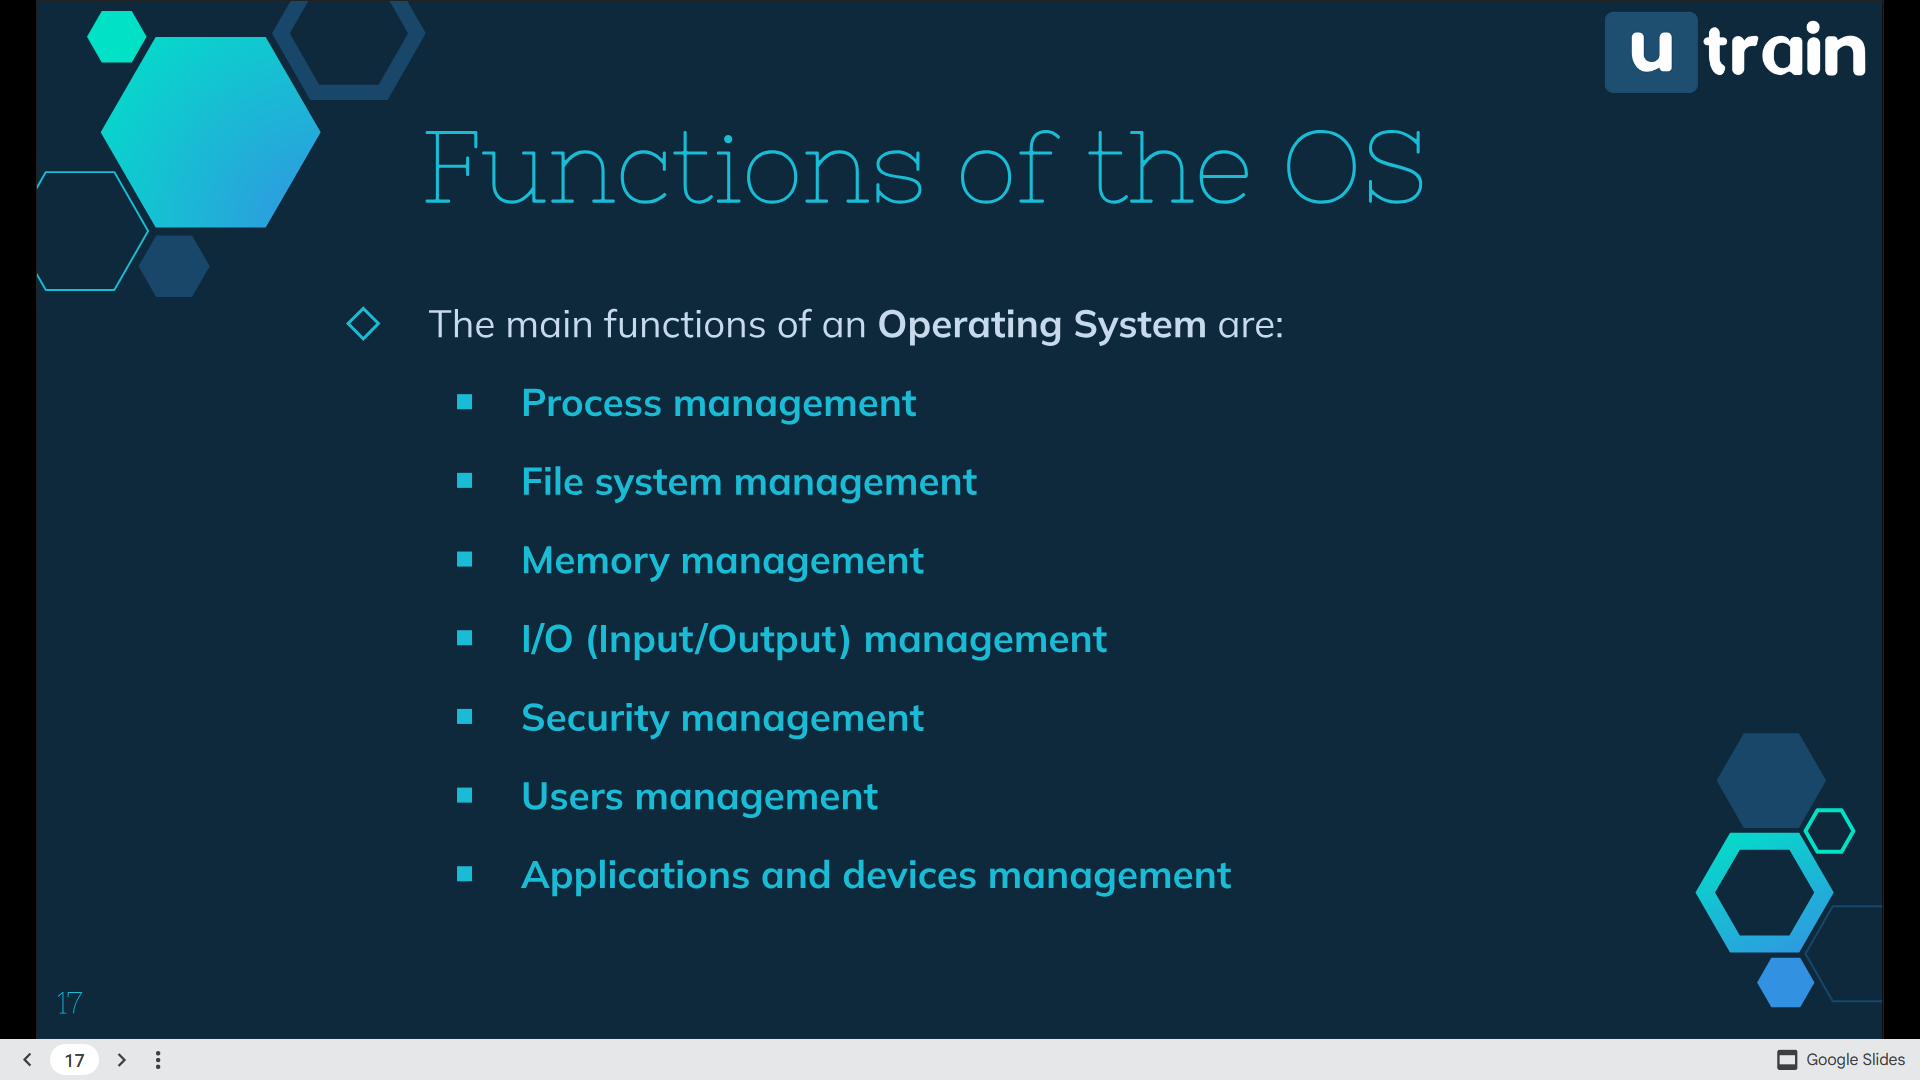 u train
Functions of the OS
The main functions of an Operating System are:
Process management
File system management
Memory management
I/O (Input/Output) management
Security management
Users management
Applications and devices management
17
17
Google Slides